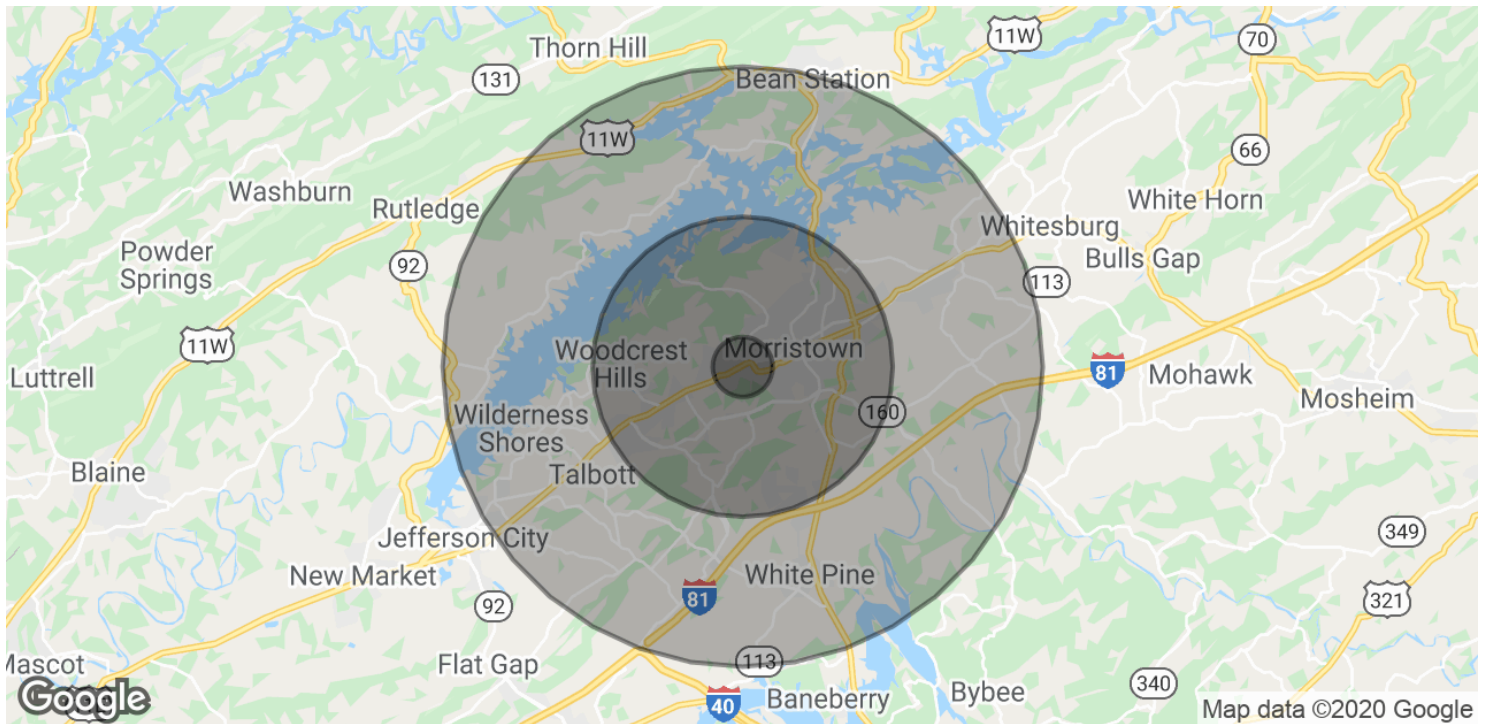 11W
70
Thorn Hill
131
Bean Station
11W
66
Washburn
Rutledge
White Horn
Whitesburg
Powder
Springs
92
Bulls Gap
113
11W
Woodcrest
Hills
Morristown
Luttrell
81
Mohawk
Mosheim
Wilderness
Shores
160
Blaine
Talbott
Jefferson City
349
New Market
White Pine
81
92
321
Mascot
Flat Gap
113
340
Baneberry
Bybee
40
Google
Map data ©2020 Google